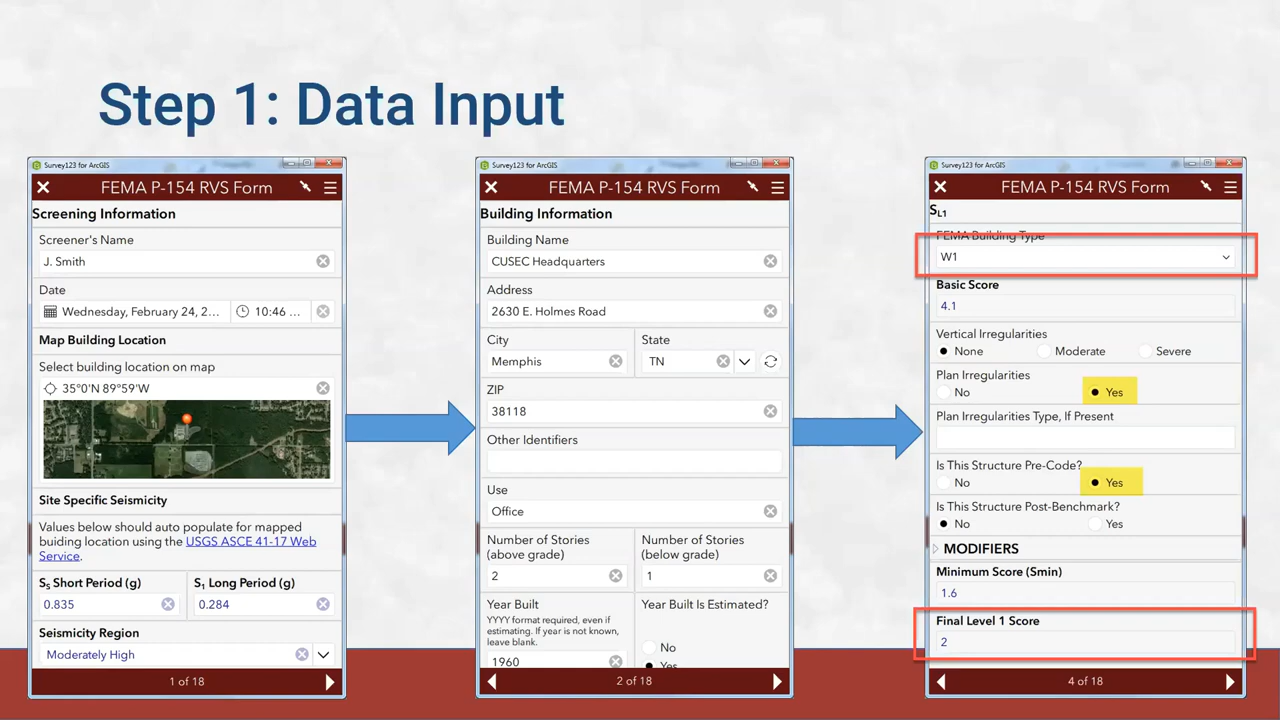 Step 1: Data Input
Survey123 for ArcGIS
FEMA P-154 RVS Form
Screening Information
Screener's Name
J. Smith
Date
Wednesday, February 24, 2...
10:46 ...
Map Building Location
Select building location on map
35°0'N 89°59'W
Site Specific Seismicity
Values below should auto populate for mapped
buiding location using the USGS ASCE 41-17 Web
Service.
Ss Short Period (g)
S1 Long Period (g)
0.835
0.284
Seismicity Region
Moderately High
1 of 18
Survey123 for ArcGIS
FEMA P-154 RVS Form
Building Information
Building Name
CUSEC Headquarters
Address
2630 E. Holmes Road
City
State
Memphis
TN
ZIP
38118
Other Identifiers
Use
Office
Number of Stories
(above grade)
Number of Stories
(below grade)
2
1
Year Built
YYYY format required, even if
estimating. If year is not known,
leave blank.
1960
Year Built Is Estimated?
No
Yes
2 of 18
Survey123 for ArcGIS
FEMA P-154 RVS Form
SL1
FEMA Building Type
W1
Basic Score
4.1
Vertical Irregularities
None
Moderate
Severe
Plan Irregularities
No
Yes
Plan Irregularities Type, If Present
Is This Structure Pre-Code?
No
Yes
Is This Structure Post-Benchmark?
No
Yes
MODIFIERS
Minimum Score (Smin)
1.6
Final Level 1 Score
2
4 of 18